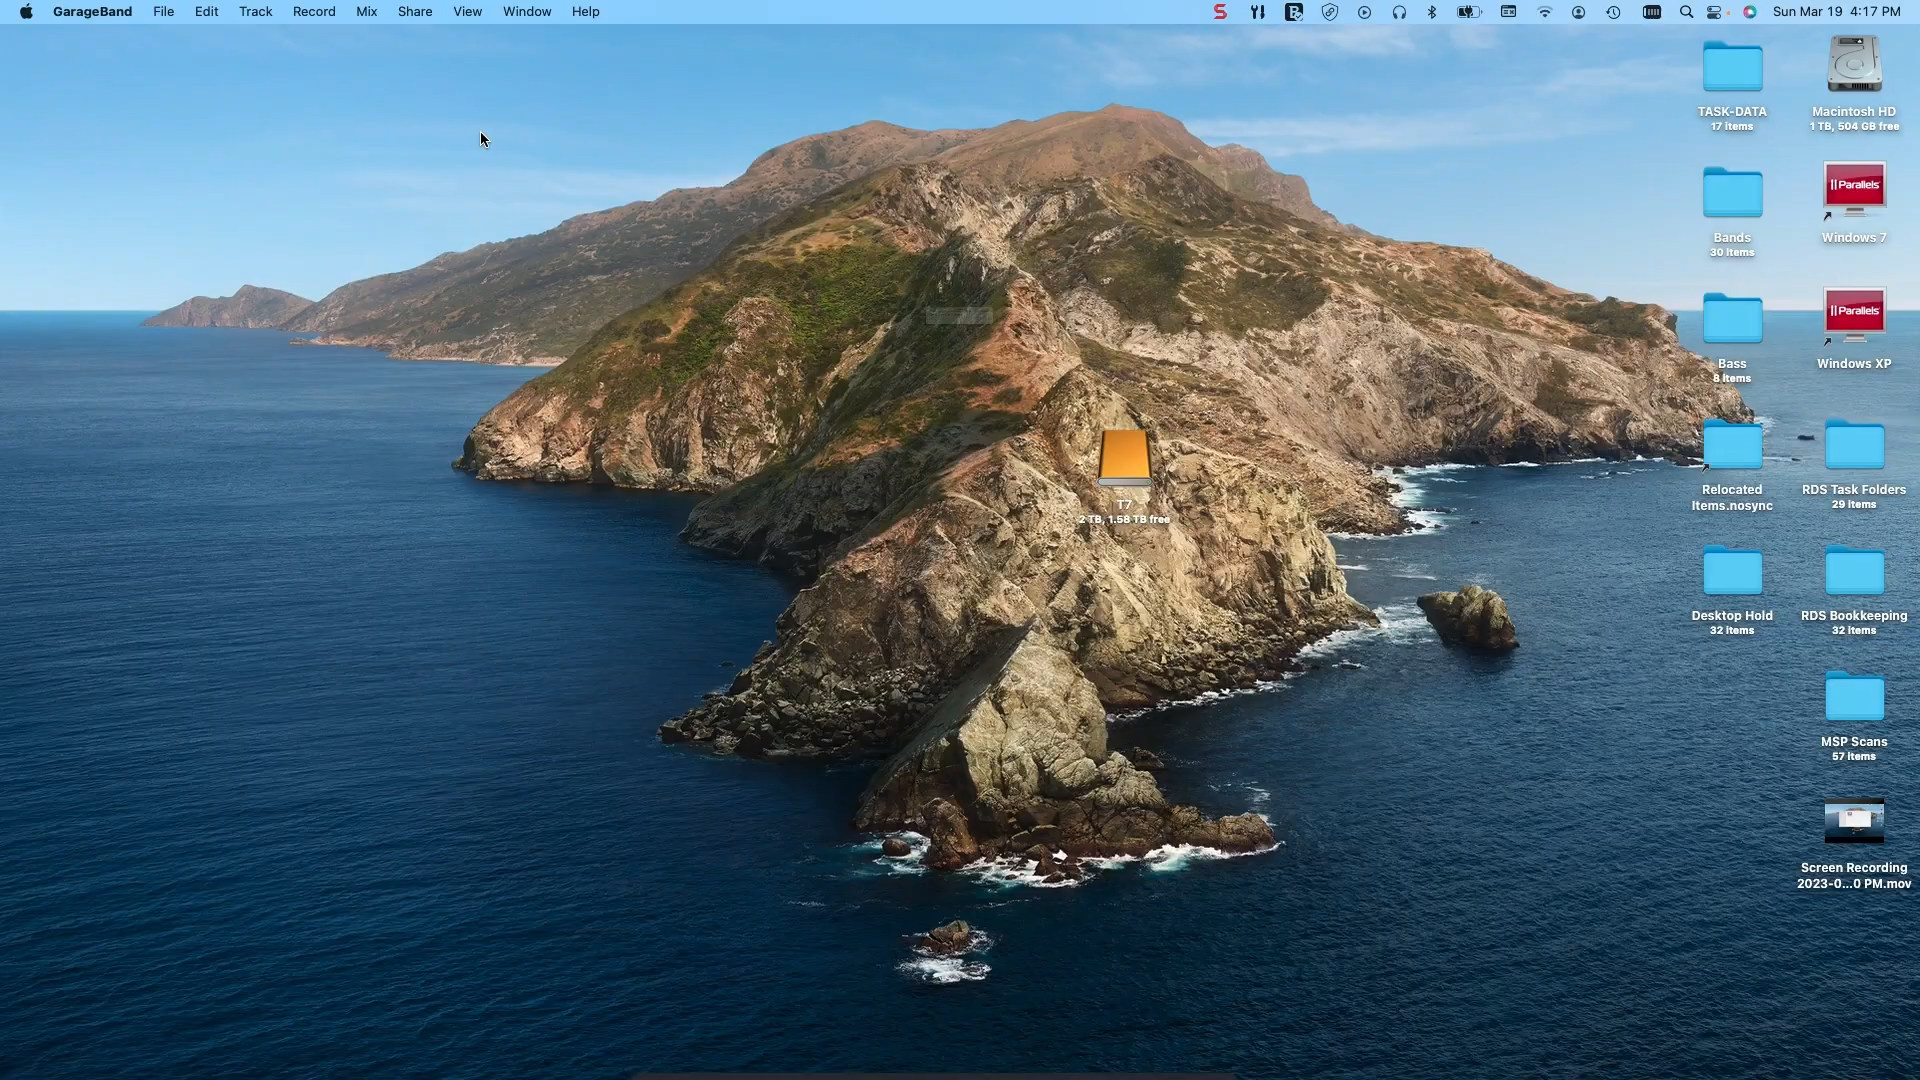 GarageBand File Edit Track Record Mix Share View Window Help Sun Mar 19 4:17 PM
TASK-DATA
17 items
Macintosh HD
1 TB, 504 GB free
Bands
30 items
Parallels
Windows 7
Bass
8 items
Parallels
Windows XP
Relocated
Items.nosync
RDS Task Folders
29 items
T7
2 TB, 1.58 TB free
Desktop Hold
32 items
RDS Bookkeeping
32 items
MSP Scans
57 items
Screen Recording
2023-0...0 PM.mov